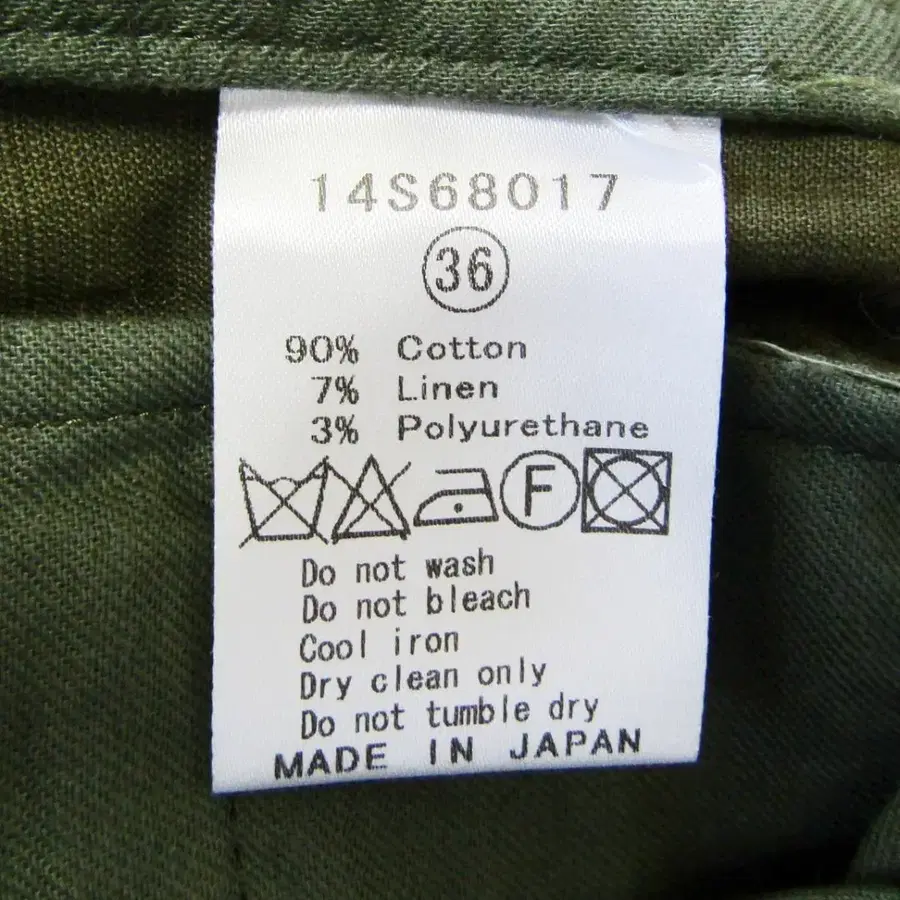 14S68017
36
90% Cotton
7% Linen
3% Polyurethane
F
Do not wash
Do not bleach
Cool iron
Dry clean only
Do not tumble dry
MADE IN JAPAN